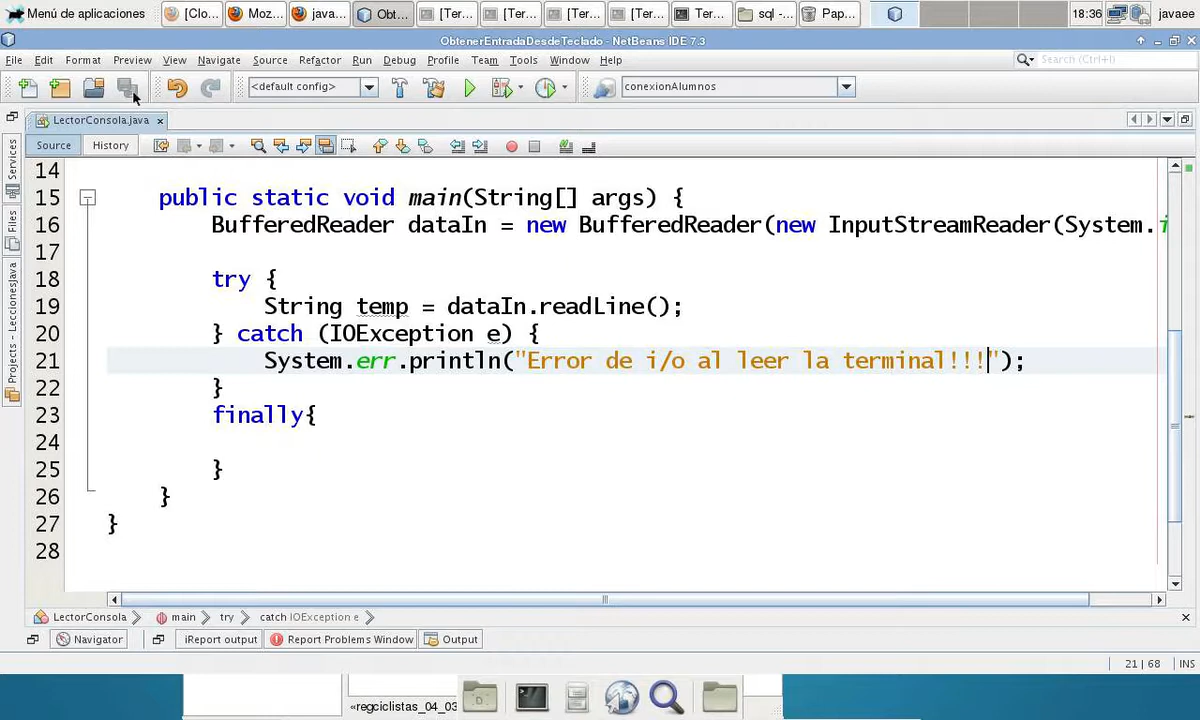 Menú de aplicaciones
[Clo...
Moz...
java...
Obt...
[Ter...
[Ter...
[Ter...
[Ter...
Ter...
sql -...
Pap...
18:36
javaee
ObtenerEntradaDesdeTeclado - NetBeans IDE 7.3
File Edit Format Preview View Navigate Source Refactor Run Debug Profile Team Tools Window Help
Search (Ctrl+I)
<default config>
conexionAlumnos
LectorConsola.java
Source History
Services
Files
Projects - LeccionesJava
14
15 public static void main(String[] args) {
16 BufferedReader dataIn = new BufferedReader(new InputStreamReader(System.i
17
18 try {
19 String temp = dataIn.readLine();
20 } catch (IOException e) {
21 System.err.println("Error de i/o al leer la terminal!!!");
22 }
23 finally{
24
25 }
26 }
27 }
28
LectorConsola main try catch IOException e
Navigator iReport output Report Problems Window Output
21 | 68 INS
«regciclistas_04_03